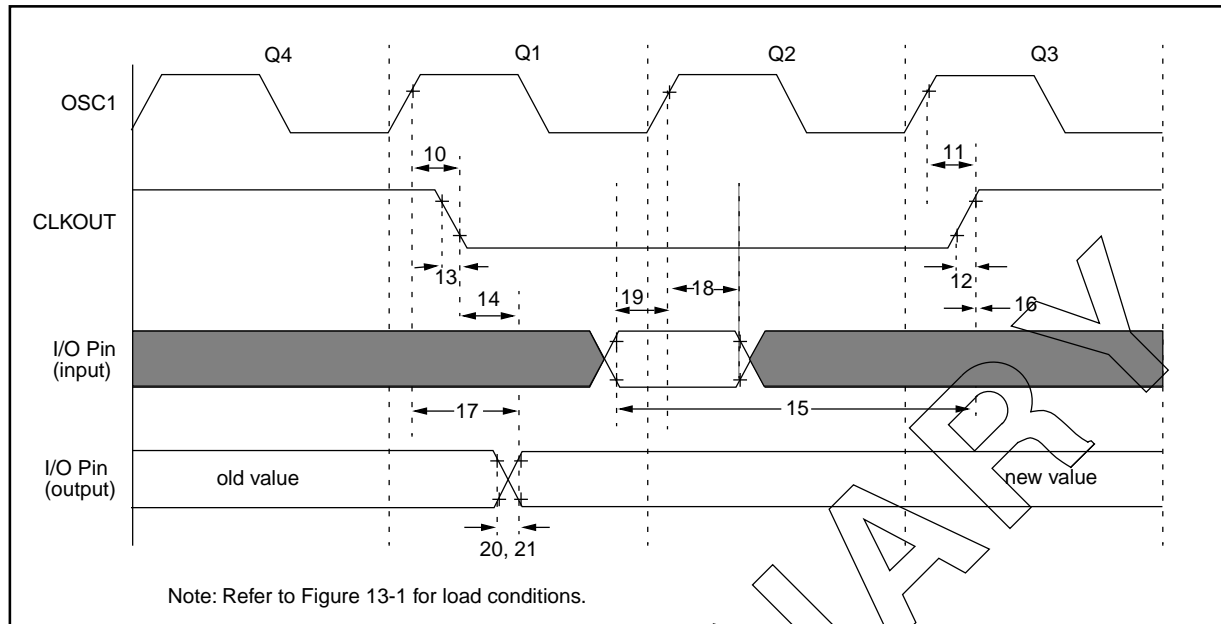 Q4 Q1 Q2 Q3
OSC1
10 11
CLKOUT
13 12
14 19 18 16
I/O Pin
(input)
17 15
I/O Pin
(output)
old value new value
20, 21
Note: Refer to Figure 13-1 for load conditions.
ARY